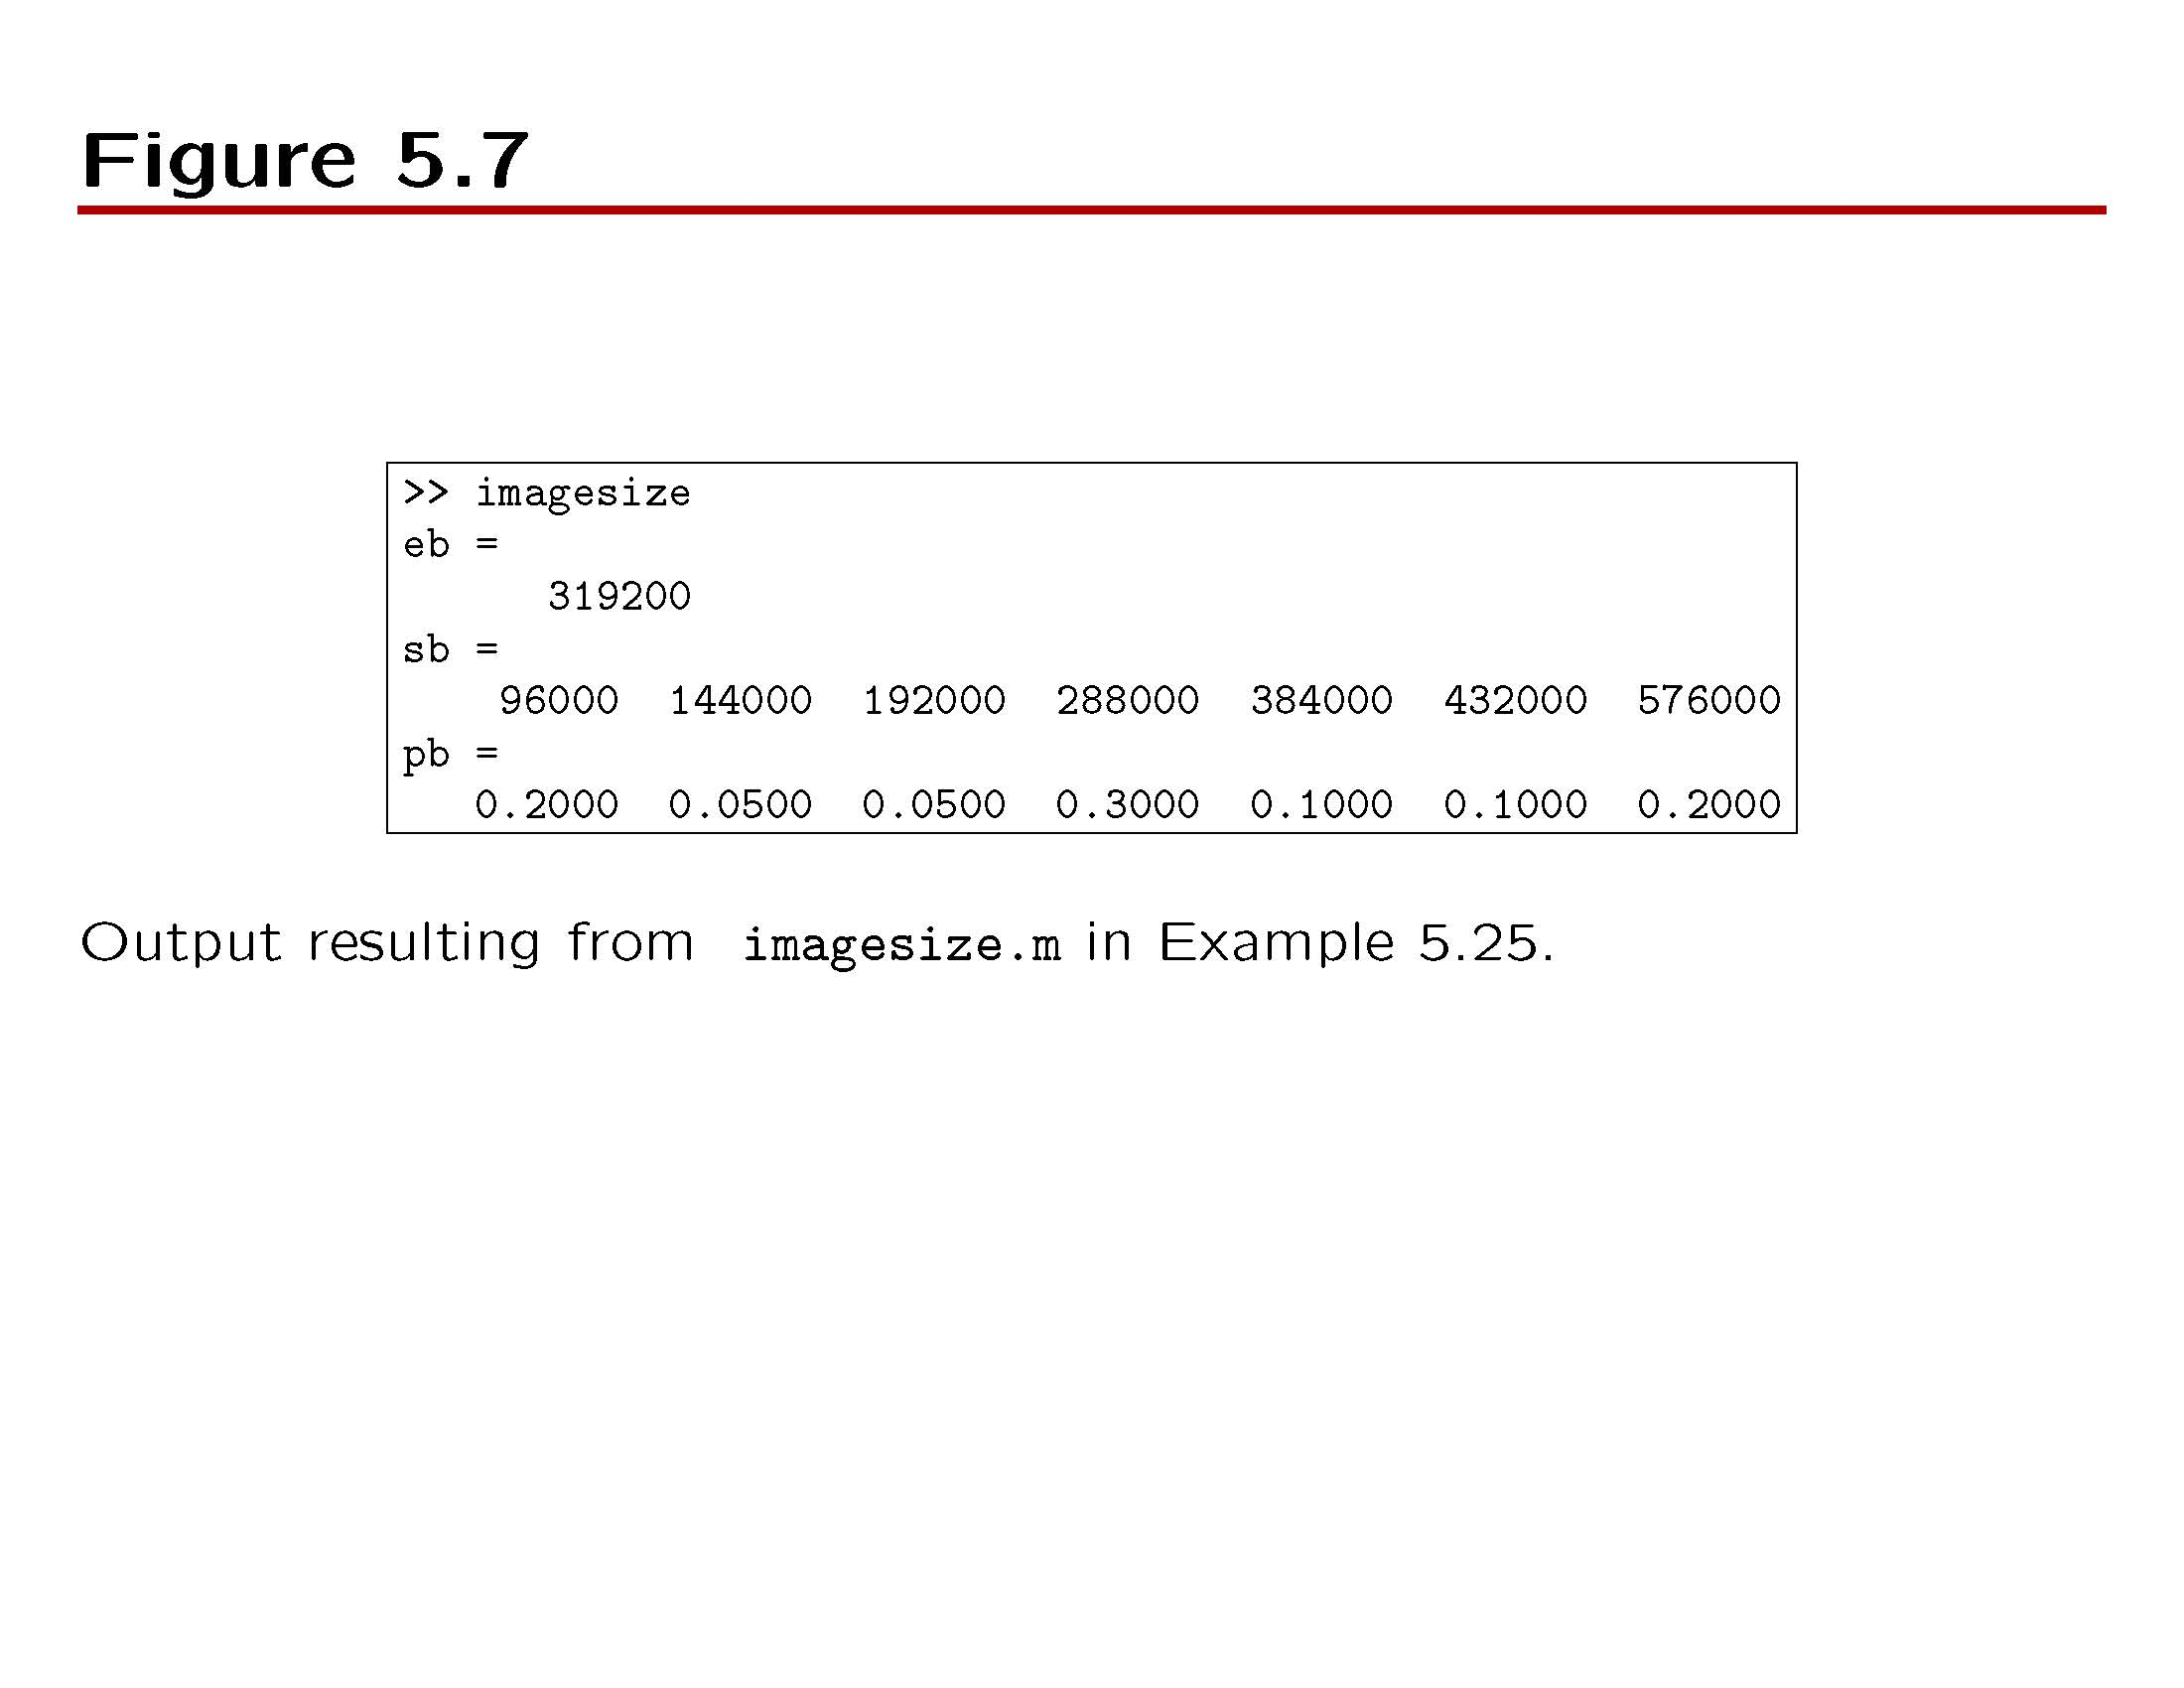 Figure 5.7
>> imagesize
eb =
319200
sb =
96000 144000 192000 288000 384000 432000 576000
pb =
0.2000 0.0500 0.0500 0.3000 0.1000 0.1000 0.2000
Output resulting from imagesize.m in Example 5.25.